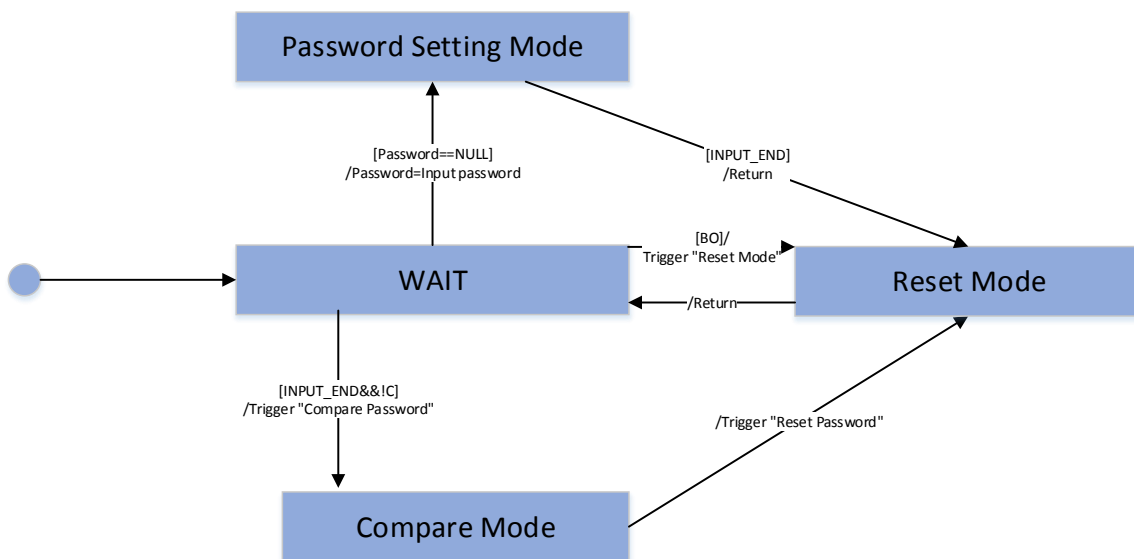 Password Setting Mode
[Password==NULL]
/Password=Input password
[INPUT_END]
/Return
[BO]/
Trigger "Reset Mode"
WAIT
Reset Mode
/Return
[INPUT_END&&!C]
/Trigger "Compare Password"
/Trigger "Reset Password"
Compare Mode